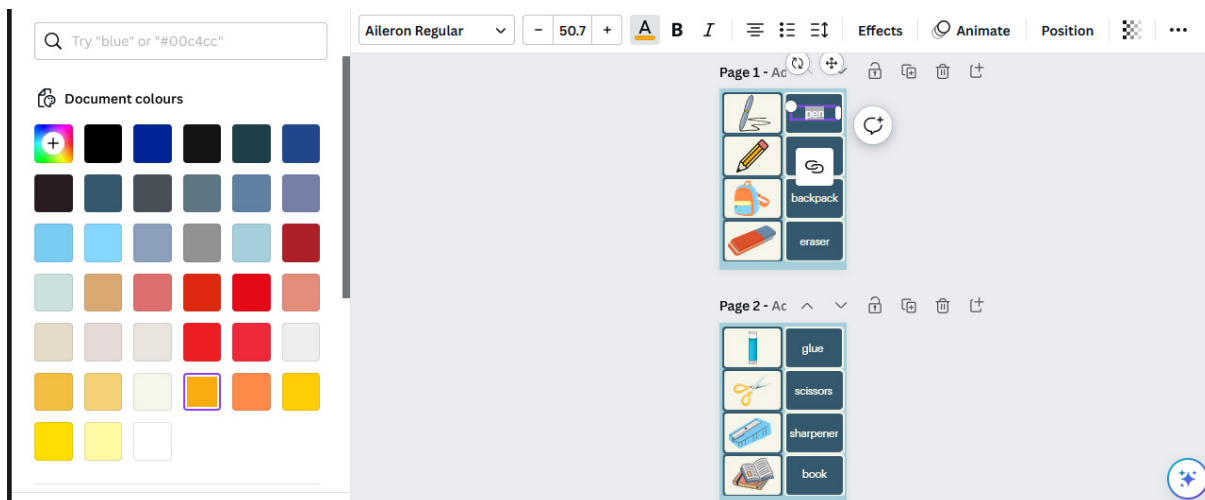 Try "blue" or "#00c4cc"
Aileron Regular
- 50.7 +
A B I
Effects
Animate
Position
Document colours
Page 1 - Ac
pen
backpack
eraser
Page 2 - Ac
glue
scissors
sharpener
book